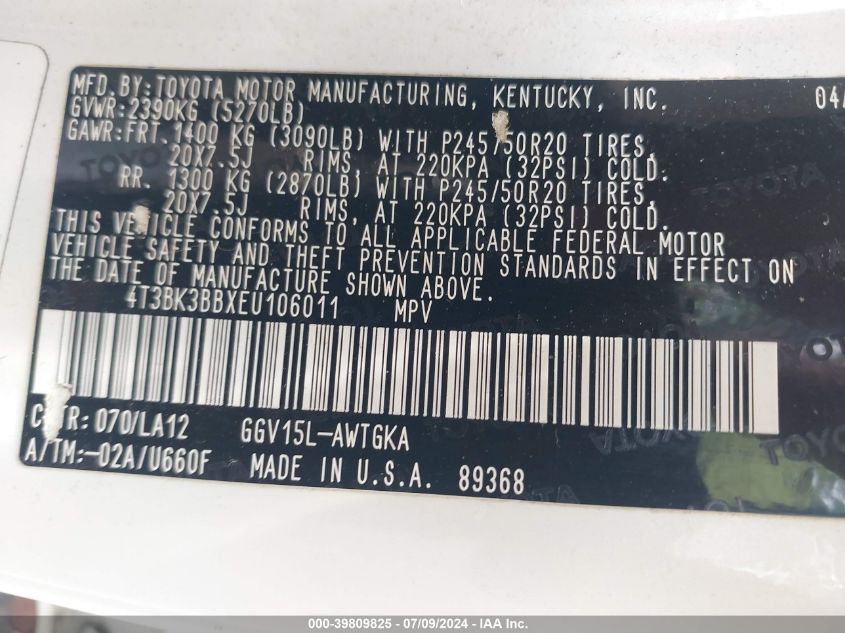 MFD. BY: TOYOTA MOTOR MANUFACTURING, KENTUCKY, INC. 04/
GVWR: 2390KG (5270LB)
GAWR: FRT. 1400 KG (3090LB) WITH P245/50R20 TIRES,
20X7.5J RIMS, AT 220KPA (32PSI) COLD.
RR. 1300 KG (2870LB) WITH P245/50R20 TIRES,
20X7.5J RIMS, AT 220KPA (32PSI) COLD.
THIS VEHICLE CONFORMS TO ALL APPLICABLE FEDERAL MOTOR
VEHICLE SAFETY AND THEFT PREVENTION STANDARDS IN EFFECT ON
THE DATE OF MANUFACTURE SHOWN ABOVE.
4T3BK3BBXEU106011 MPV
C/TR: 070/LA12 GGV15L-AWTGKA
A/TM:-02A/U660F MADE IN U.S.A. 89368
000-39809825 / 07/09/2024 - IAA Inc.